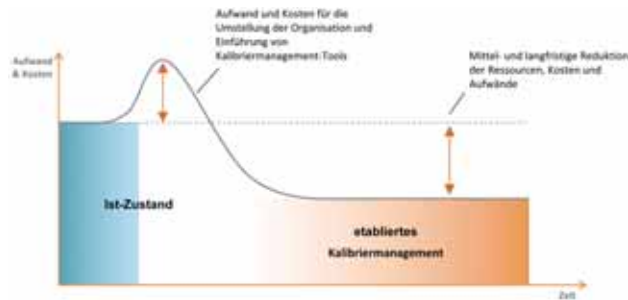 Aufwand und Kosten für die
Umstellung der Organisation und
Einführung von
Kalibriermanagement-Tools
Aufwand
& Kosten
Mittel- und langfristige Reduktion
der Ressourcen, Kosten und
Aufwände
Ist-Zustand
etabliertes
Kalibriermanagement
Zeit